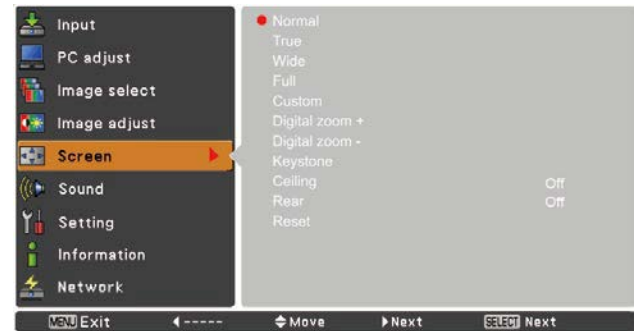 Input
PC adjust
Image select
Image adjust
Screen
Sound
Setting
Information
Network
Normal
True
Wide
Full
Custom
Digital zoom +
Digital zoom -
Keystone
Ceiling Off
Rear Off
Reset
MENU Exit ----- Move Next SELECT Next